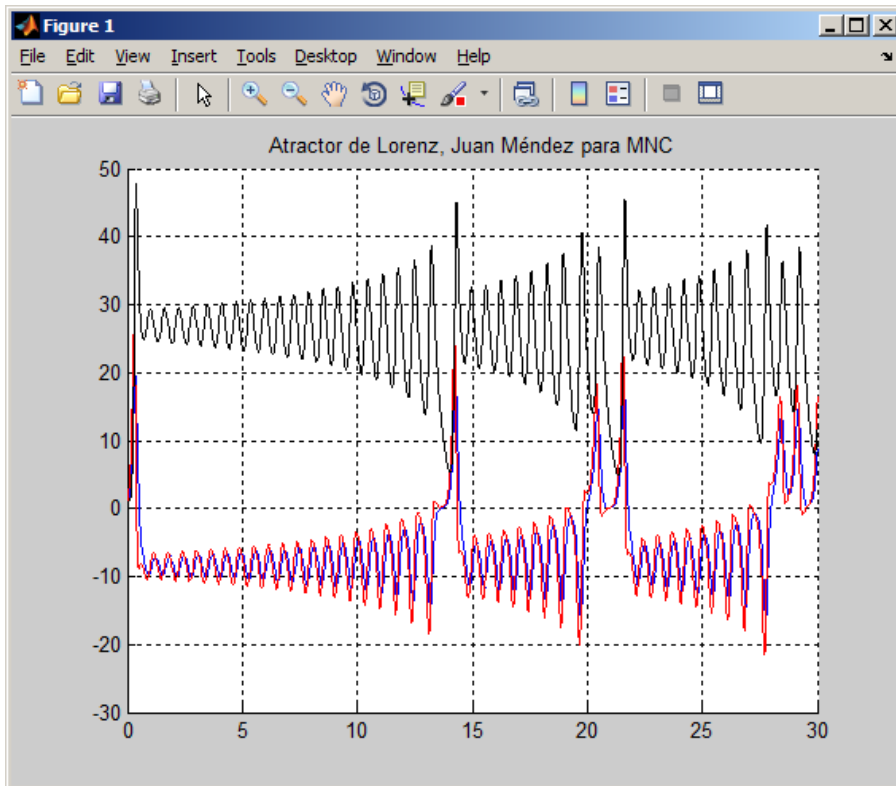 Figure 1
File Edit View Insert Tools Desktop Window Help
Atractor de Lorenz, Juan Méndez para MNC
50
40
30
20
10
0
-10
-20
-30
0 5 10 15 20 25 30